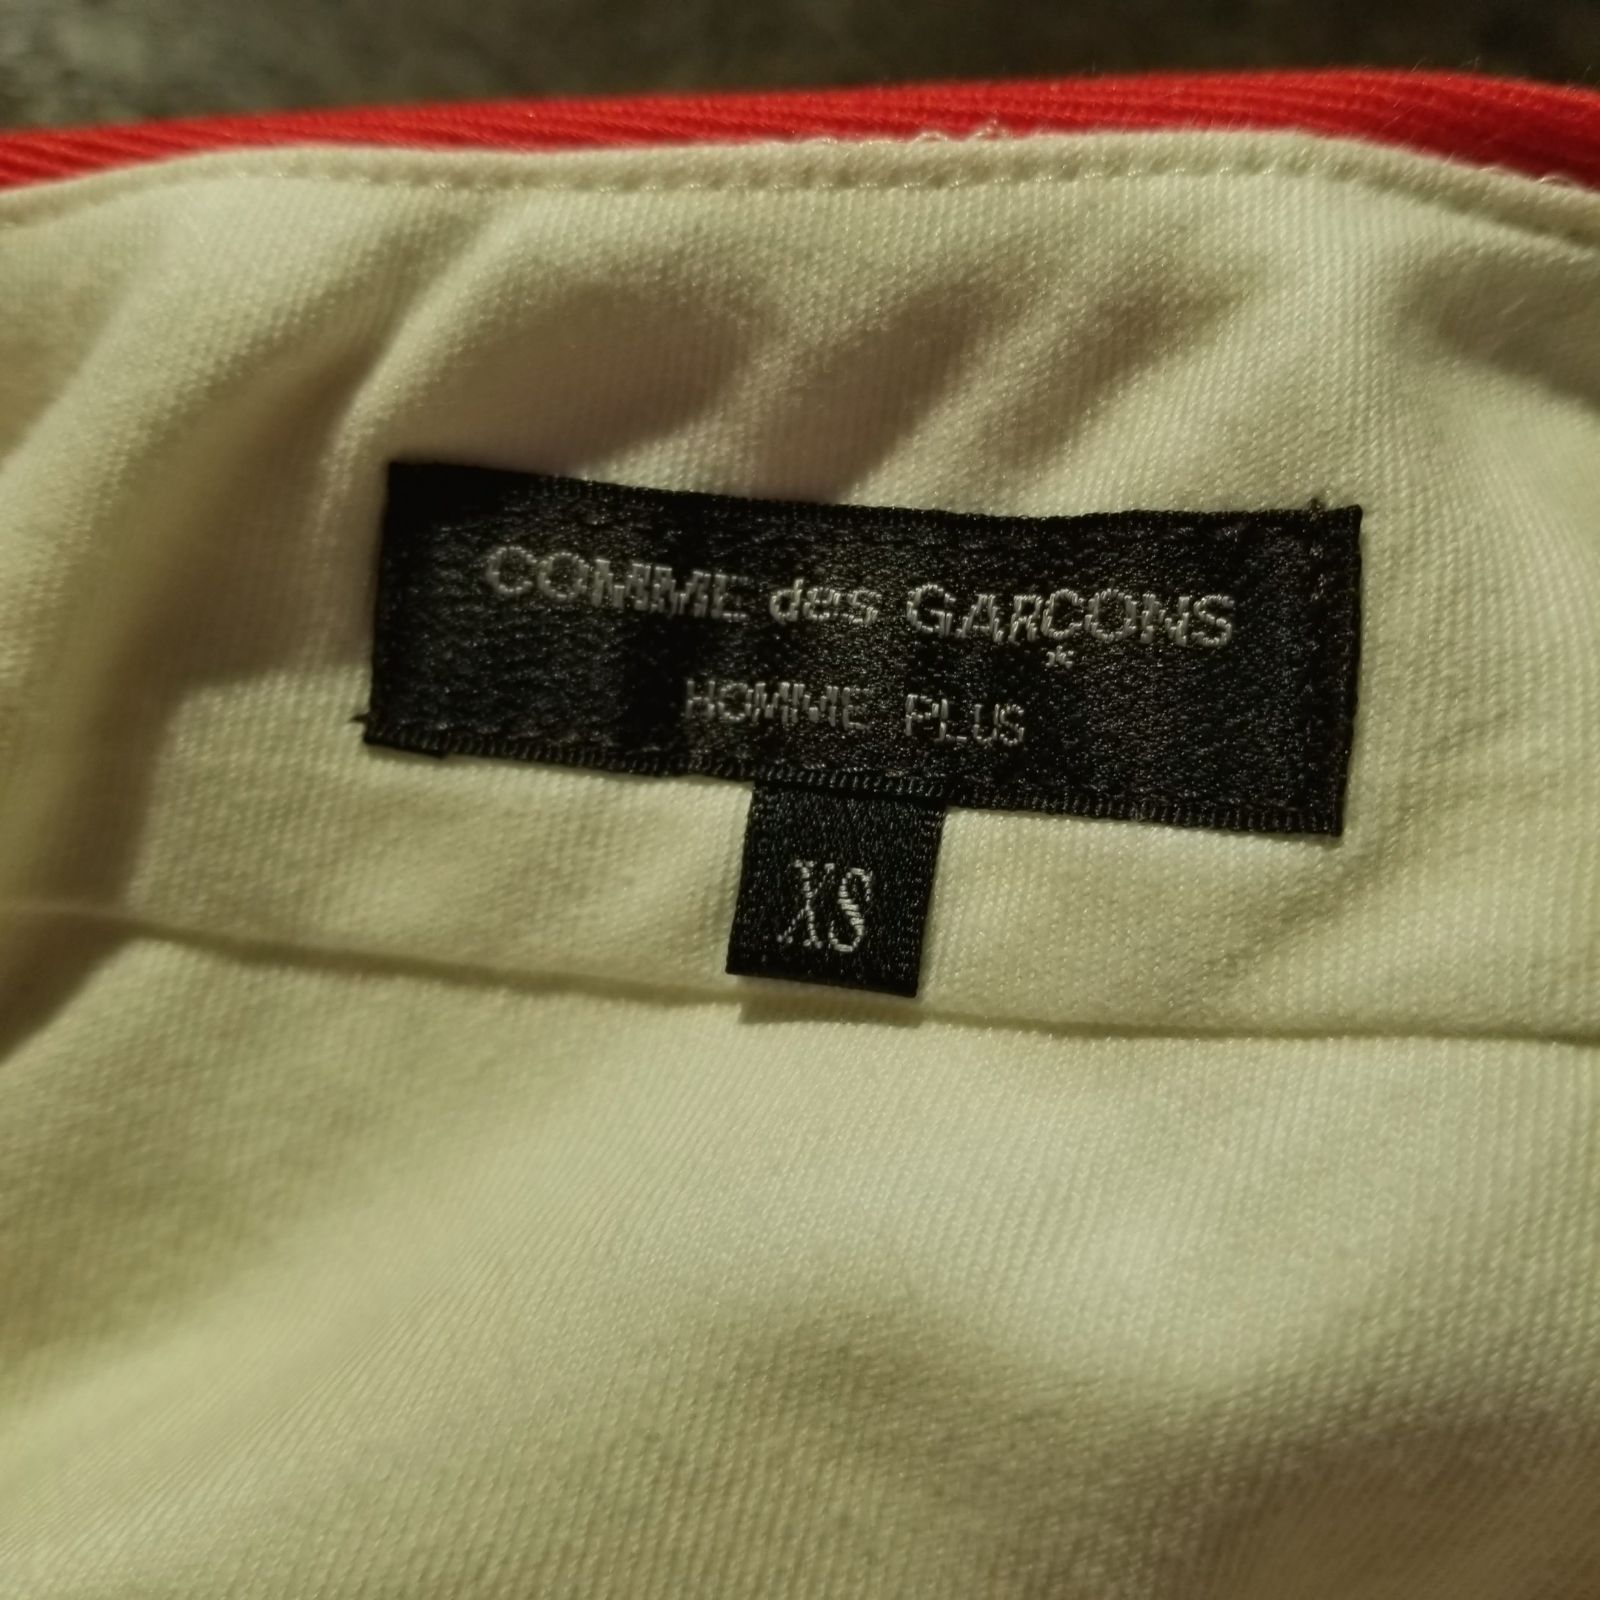 COMME des GARCONS
*
HOMME PLUS
XS